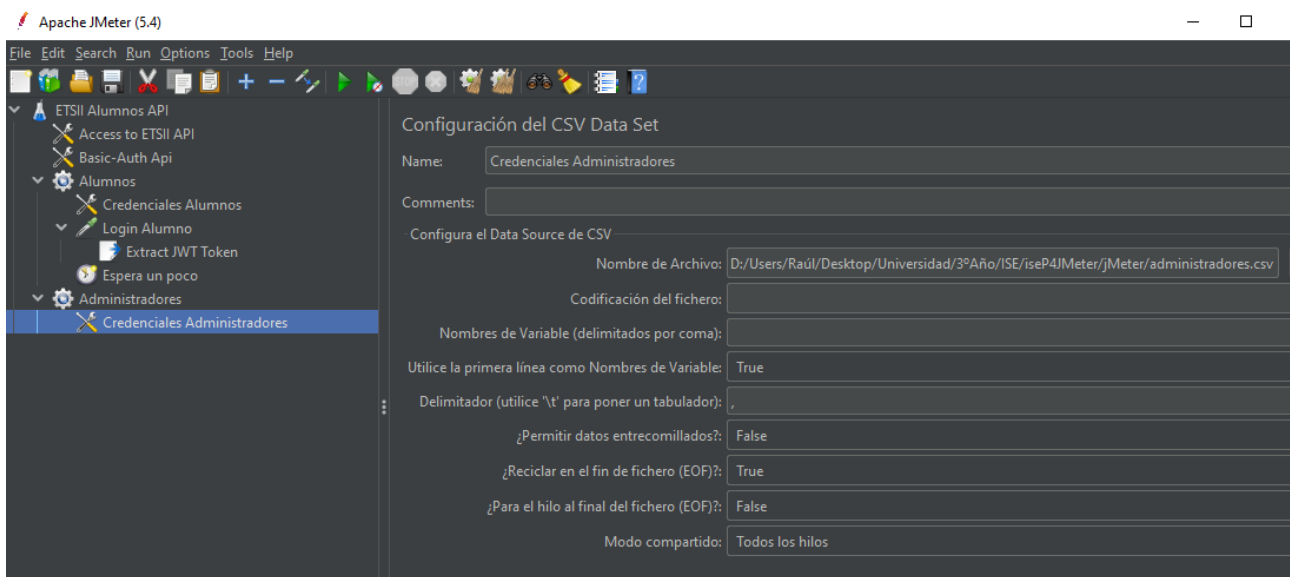 Apache JMeter (5.4)
File Edit Search Run Options Tools Help
STOP
ETSII Alumnos API
Access to ETSII API
Basic-Auth Api
Alumnos
Credenciales Alumnos
Login Alumno
Extract JWT Token
Espera un poco
Administradores
Credenciales Administradores
Configuración del CSV Data Set
Name: Credenciales Administradores
Comments:
Configura el Data Source de CSV
Nombre de Archivo: D:/Users/Raúl/Desktop/Universidad/3ºAño/ISE/iseP4JMeter/jMeter/administradores.csv
Codificación del fichero:
Nombres de Variable (delimitados por coma):
Utilice la primera línea como Nombres de Variable: True
Delimitador (utilice '\t' para poner un tabulador): ,
¿Permitir datos entrecomillados?: False
¿Reciclar en el fin de fichero (EOF)?: True
¿Para el hilo al final del fichero (EOF)?: False
Modo compartido: Todos los hilos